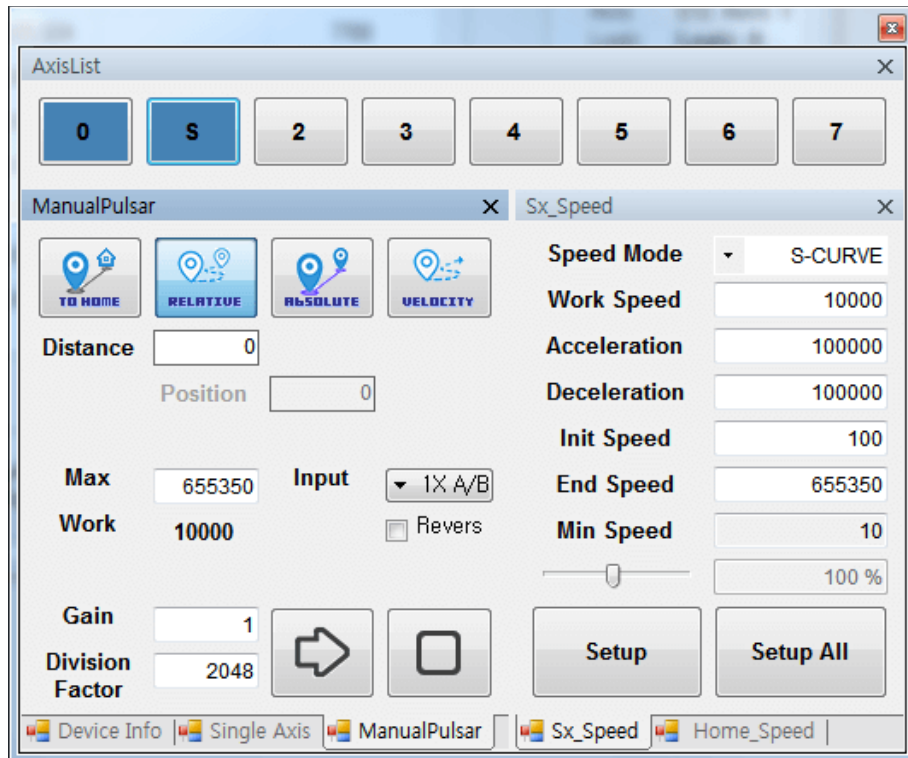 AxisList
0 S 2 3 4 5 6 7
ManualPulsar
TO HOME RELATIVE AbSOLUTE VELOCITY
Distance 0
Position 0
Max 655350 Input 1X A/B
Work 10000 Revers
Gain 1
Division Factor 2048
Device Info Single Axis ManualPulsar
Sx_Speed
Speed Mode S-CURVE
Work Speed 10000
Acceleration 100000
Deceleration 100000
Init Speed 100
End Speed 655350
Min Speed 10
100 %
Setup Setup All
Sx_Speed Home_Speed